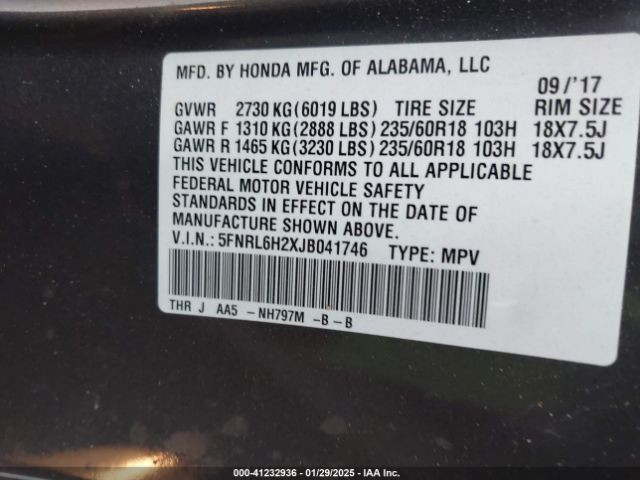 MFD. BY HONDA MFG. OF ALABAMA, LLC
09/'17
GVWR 2730 KG(6019 LBS) TIRE SIZE RIM SIZE
GAWR F 1310 KG(2888 LBS) 235/60R18 103H 18X7.5J
GAWR R 1465 KG(3230 LBS) 235/60R18 103H 18X7.5J
THIS VEHICLE CONFORMS TO ALL APPLICABLE
FEDERAL MOTOR VEHICLE SAFETY
STANDARDS IN EFFECT ON THE DATE OF
MANUFACTURE SHOWN ABOVE.
V.I.N.: 5FNRL6H2XJB041746 TYPE: MPV
THR J AA5 - NH797M -B - B
000-41232936 - 01/29/2025 - IAA Inc.